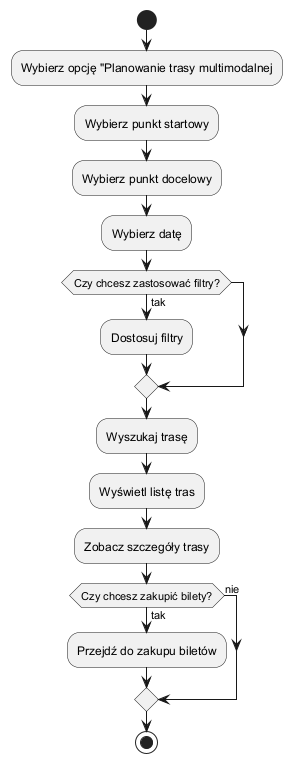 Wybierz opcję "Planowanie trasy multimodalnej
Wybierz punkt startowy
Wybierz punkt docelowy
Wybierz datę
Czy chcesz zastosować filtry?
tak
Dostosuj filtry
Wyszukaj trasę
Wyświetl listę tras
Zobacz szczegóły trasy
Czy chcesz zakupić bilety?
nie
tak
Przejdź do zakupu biletów